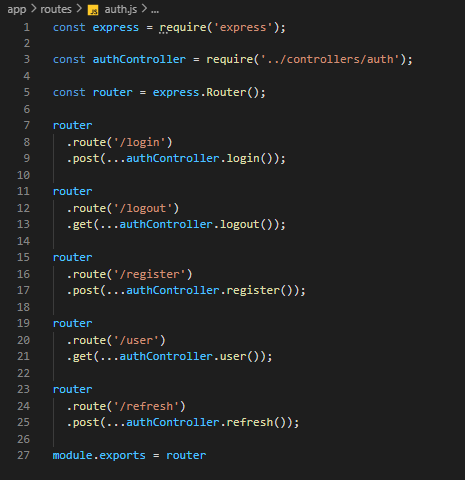 app > routes > JS auth.js > ...
1 const express = require('express');
2
3 const authController = require('../controllers/auth');
4
5 const router = express.Router();
6
7 router
8   .route('/login')
9   .post(...authController.login());
10
11 router
12   .route('/logout')
13   .get(...authController.logout());
14
15 router
16   .route('/register')
17   .post(...authController.register());
18
19 router
20   .route('/user')
21   .get(...authController.user());
22
23 router
24   .route('/refresh')
25   .post(...authController.refresh());
26
27 module.exports = router